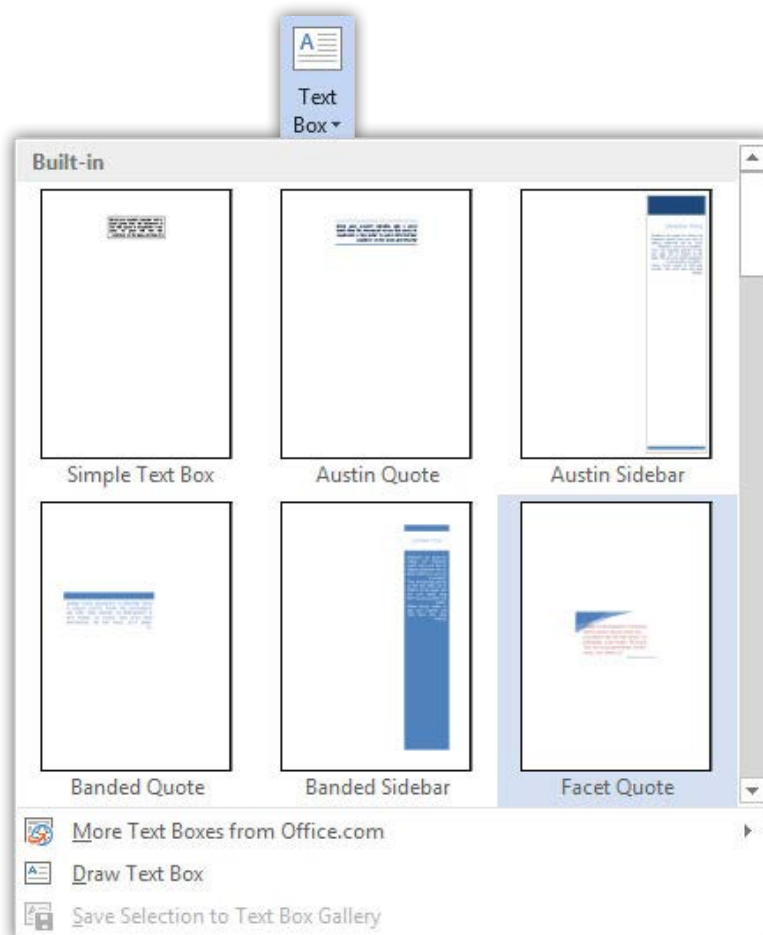 Text
Box
Built-in
Simple Text Box
Austin Quote
Austin Sidebar
Banded Quote
Banded Sidebar
Facet Quote
More Text Boxes from Office.com
Draw Text Box
Save Selection to Text Box Gallery